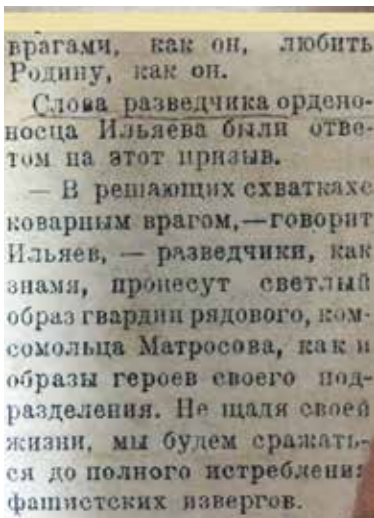 врагами, как он, любить
Родину, как он.
Слова разведчика ордено-
носца Ильяева были отве-
том на этот призыв.
— В решающих схватках с
коварным врагом,—говорит
Ильяев, — разведчики, как
знамя, пронесут светлый
образ гвардии рядового, ком-
сомольца Матросова, как и
образы героев своего под-
разделения. Не щадя своей
жизни, мы будем сражать-
ся до полного истребления
фашистских извергов.